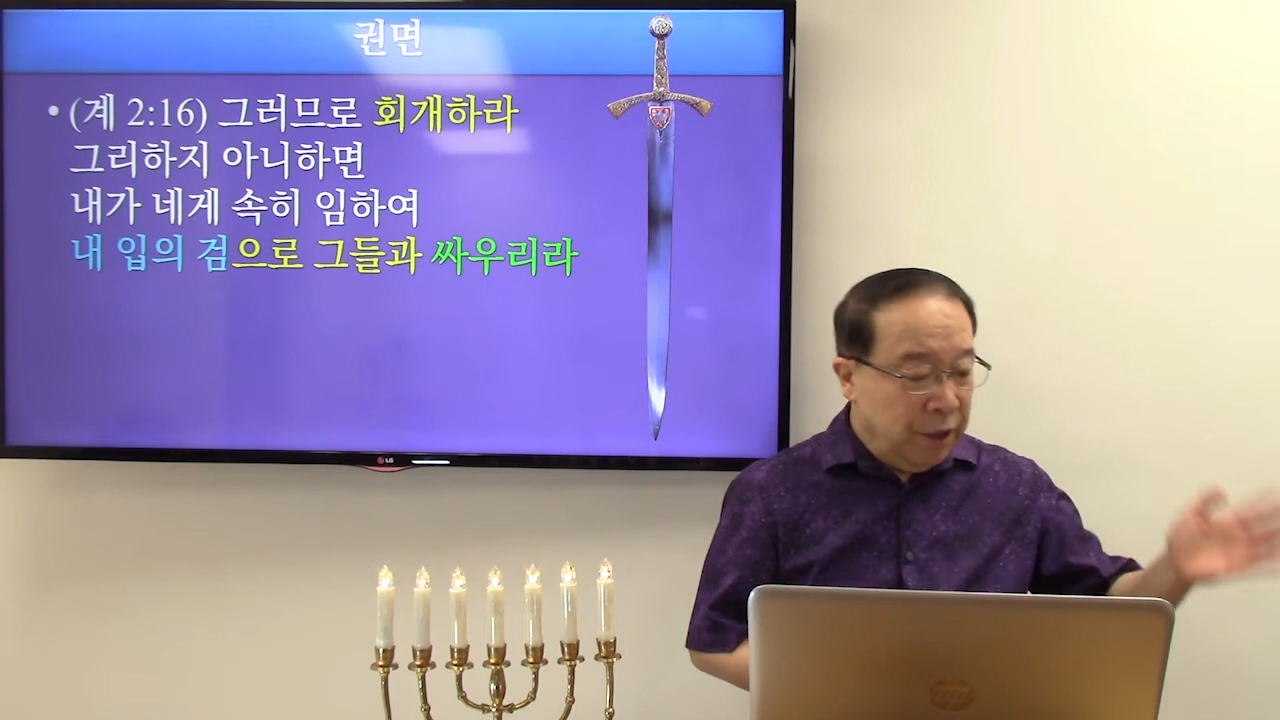 권면
• (계 2:16) 그러므로 회개하라
그리하지 아니하면
내가 네게 속히 임하여
내 입의 검으로 그들과 싸우리라
LG
hp